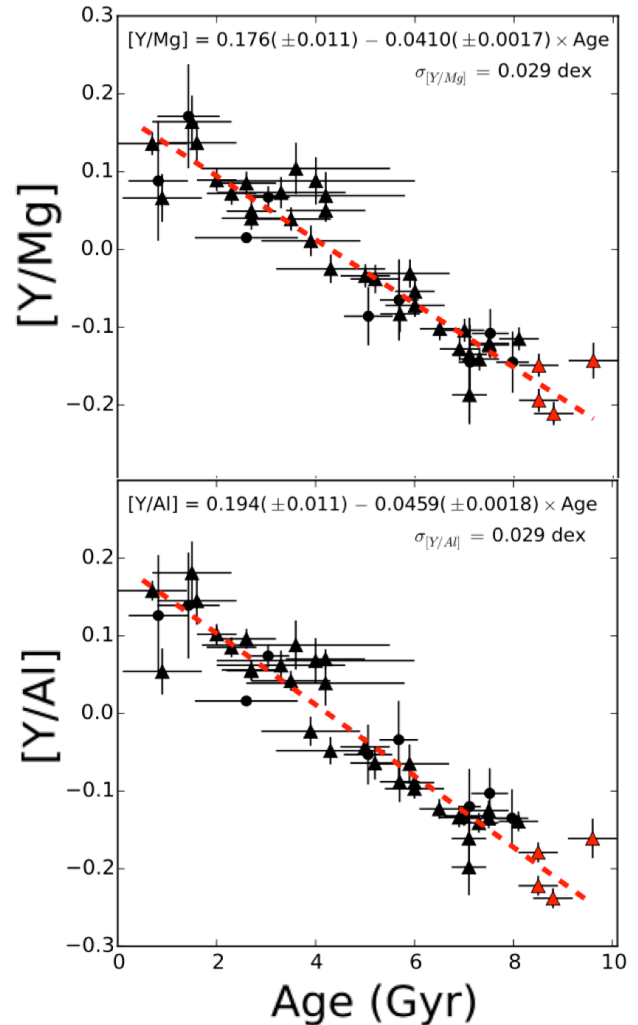 [Y/Mg] = 0.176(±0.011) − 0.0410(±0.0017) × Age
σ[Y/Mg] = 0.029 dex
0.3
0.2
0.1
0.0
−0.1
−0.2
[Y/Mg]
[Y/Al] = 0.194(±0.011) − 0.0459(±0.0018) × Age
σ[Y/Al] = 0.029 dex
0.2
0.1
0.0
−0.1
−0.2
−0.3
[Y/Al]
0 2 4 6 8 10
Age (Gyr)